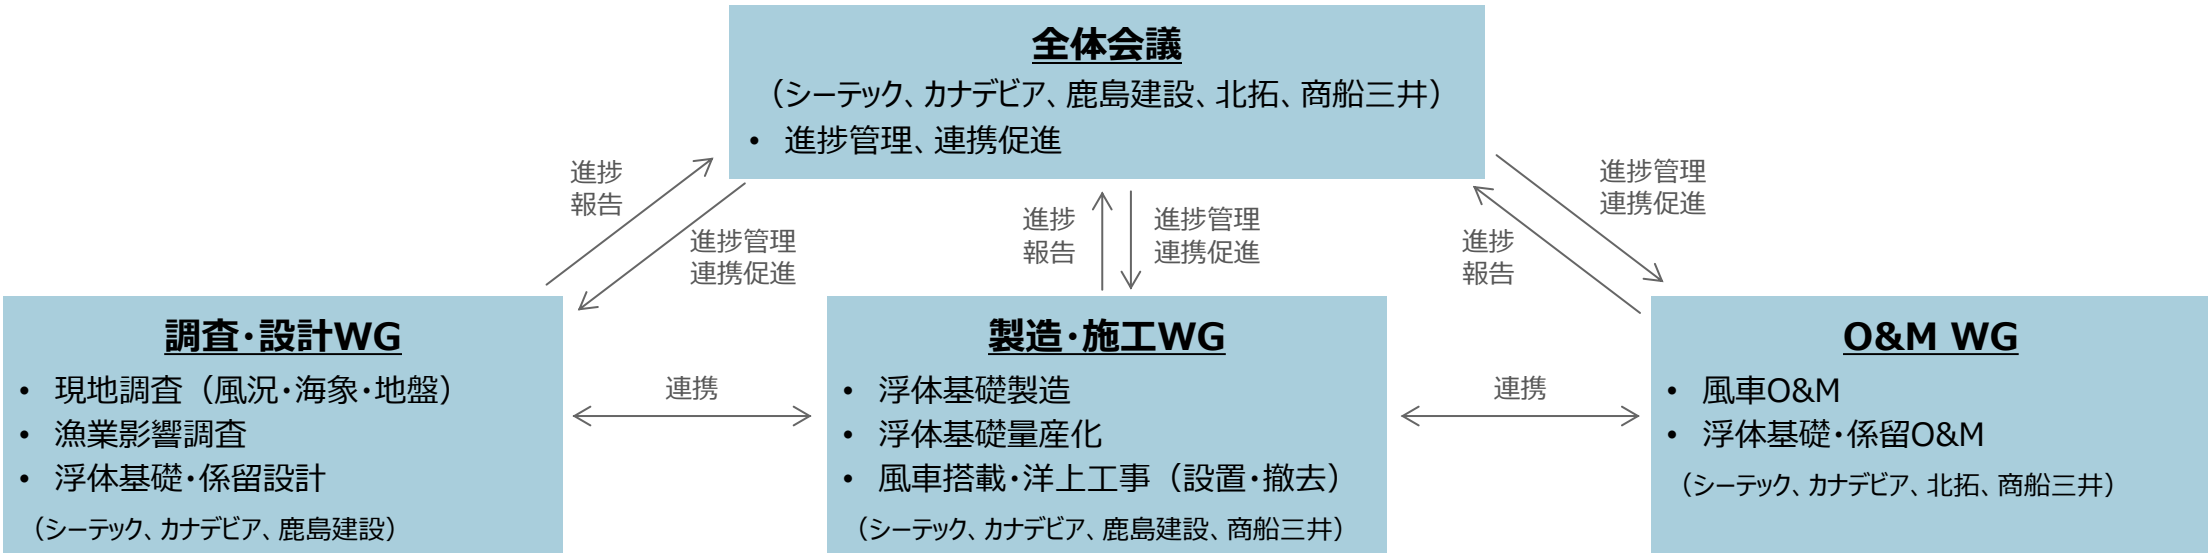 全体会議
（シーテック、カナデビア、鹿島建設、北拓、商船三井）
• 進捗管理、連携促進
進捗
報告
進捗管理
連携促進
進捗
報告
進捗管理
連携促進
進捗管理
連携促進
進捗
報告
調査・設計WG
• 現地調査（風況・海象・地盤）
• 漁業影響調査
• 浮体基礎・係留設計
（シーテック、カナデビア、鹿島建設）
連携
製造・施工WG
• 浮体基礎製造
• 浮体基礎量産化
• 風車搭載・洋上工事（設置・撤去）
（シーテック、カナデビア、鹿島建設、商船三井）
連携
O&M WG
• 風車O&M
• 浮体基礎・係留O&M
（シーテック、カナデビア、北拓、商船三井）